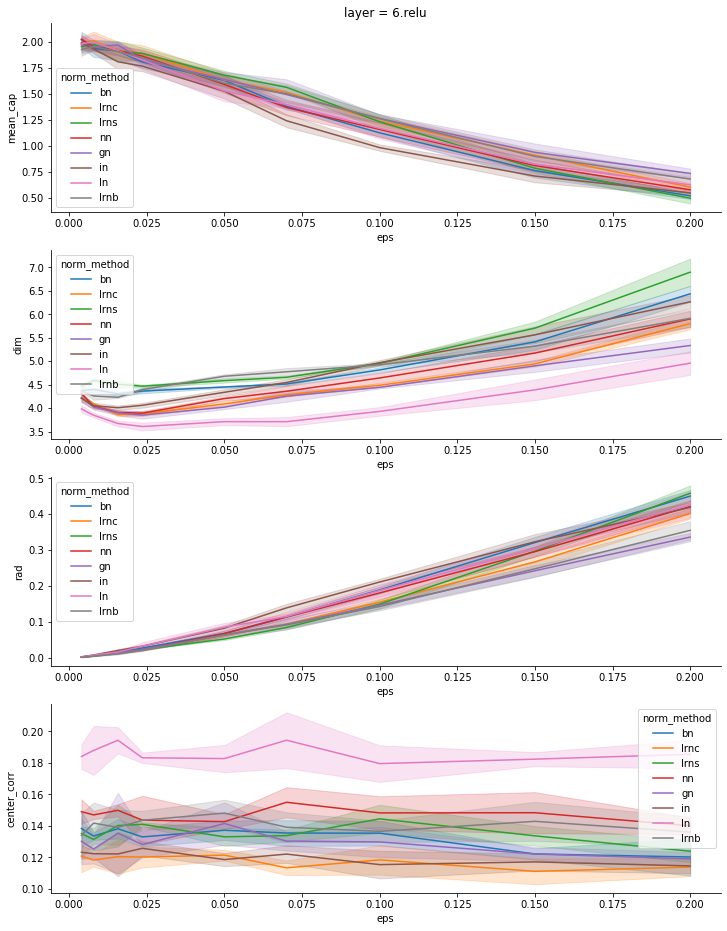 layer = 6.relu
2.00
1.75
1.50
1.25
1.00
0.75
0.50
mean_cap
norm_method
bn
lrnc
lrns
nn
gn
in
ln
lrnb
0.000 0.025 0.050 0.075 0.100 0.125 0.150 0.175 0.200
eps
7.0
6.5
6.0
5.5
5.0
4.5
4.0
3.5
dim
norm_method
bn
lrnc
lrns
nn
gn
in
ln
lrnb
0.000 0.025 0.050 0.075 0.100 0.125 0.150 0.175 0.200
eps
0.5
0.4
0.3
0.2
0.1
0.0
rad
norm_method
bn
lrnc
lrns
nn
gn
in
ln
lrnb
0.000 0.025 0.050 0.075 0.100 0.125 0.150 0.175 0.200
eps
0.20
0.18
0.16
0.14
0.12
0.10
center_corr
norm_method
bn
lrnc
lrns
nn
gn
in
ln
lrnb
0.000 0.025 0.050 0.075 0.100 0.125 0.150 0.175 0.200
eps